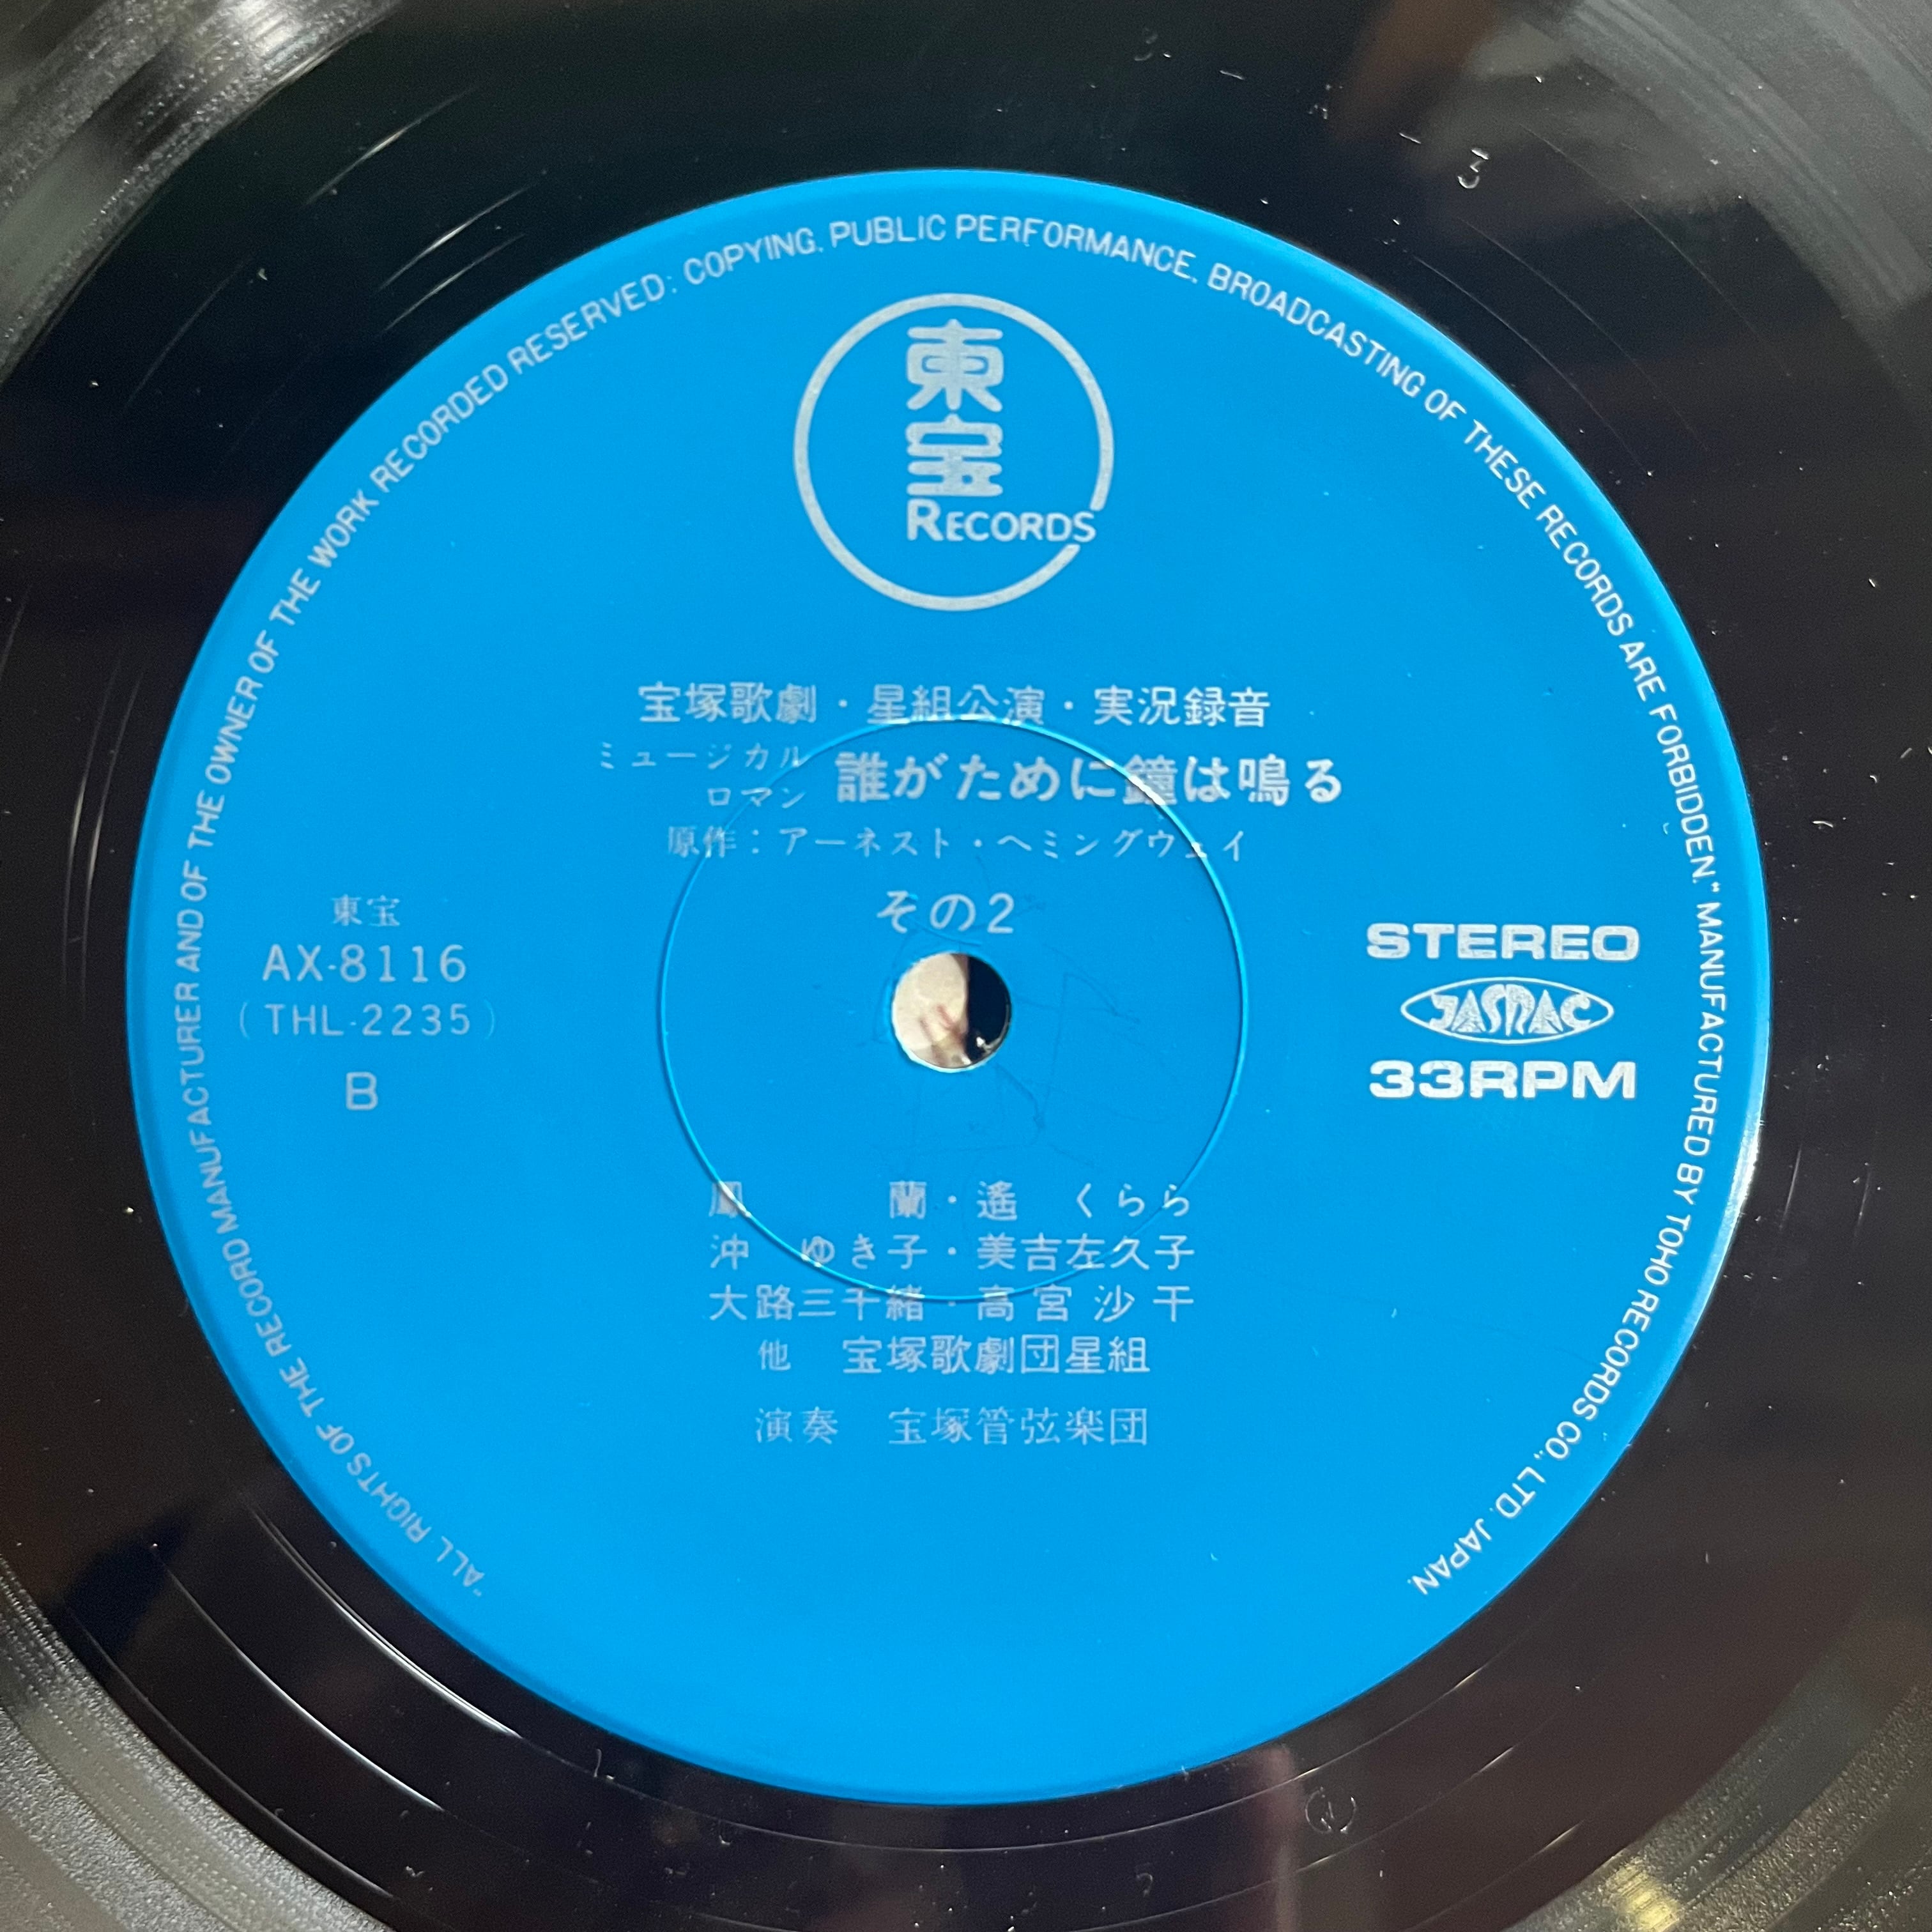 "ALL RIGHTS OF THE RECORD MANUFACTURER AND OF THE OWNER OF THE WORK RECORDED RESERVED: COPYING. PUBLIC PERFORMANCE. BROADCASTING OF THESE RECORDS ARE FORBIDDEN." MANUFACTURED BY TOHO RECORDS CO., LTD. JAPAN.
東宝
RECORDS
宝塚歌劇・星組公演・実況録音
ミュージカル
ロマン
誰がために鐘は鳴る
原作:アーネスト・ヘミングウェイ
その2
東宝
AX-8116
(THL-2235)
B
STEREO
JASRAC
33RPM
鳳 蘭・遙 くらら
沖 ゆき子・美吉左久子
大路三千緒・高宮沙千
他 宝塚歌劇団星組
演奏 宝塚管弦楽団
3